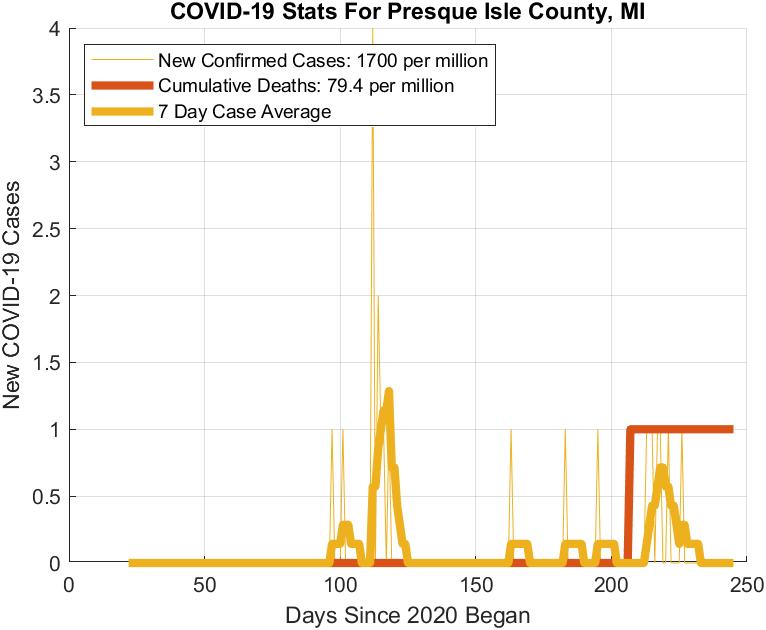 COVID-19 Stats For Presque Isle County, MI
New Confirmed Cases: 1700 per million
Cumulative Deaths: 79.4 per million
7 Day Case Average
New COVID-19 Cases
4
3.5
3
2.5
2
1.5
1
0.5
0
0 50 100 150 200 250
Days Since 2020 Began